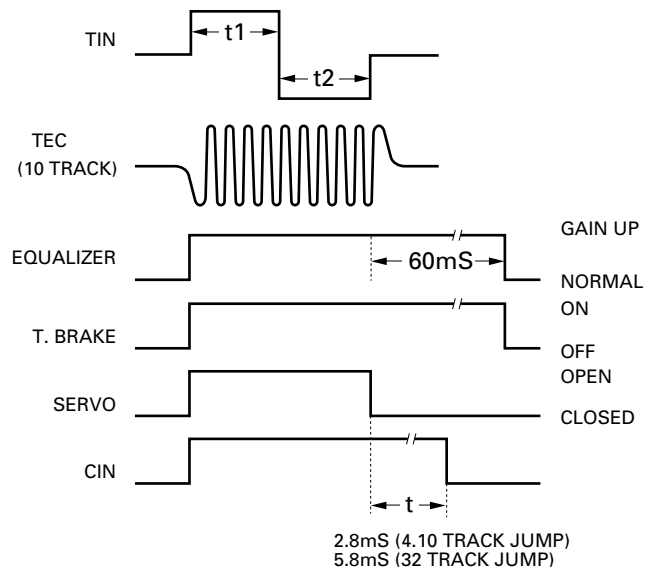 TIN
t1
t2
TEC
(10 TRACK)
EQUALIZER
60mS
GAIN UP
NORMAL
T. BRAKE
ON
OFF
SERVO
OPEN
CLOSED
CIN
t
2.8mS (4.10 TRACK JUMP)
5.8mS (32 TRACK JUMP)